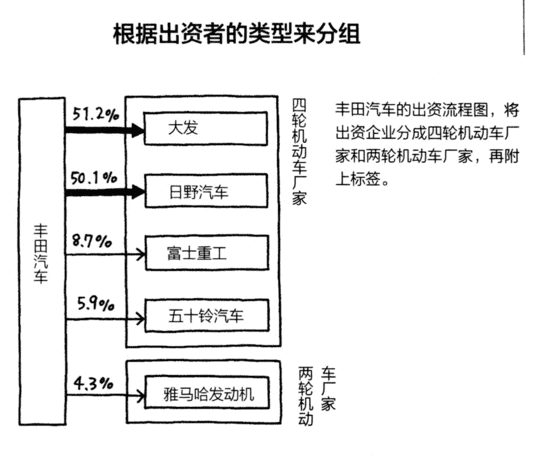 根据出资者的类型来分组
丰田汽车
51.2%
大发
50.1%
日野汽车
8.7%
富士重工
5.9%
五十铃汽车
四轮机动车厂家
4.3%
雅马哈发动机
两轮机动
车厂家
丰田汽车的出资流程图，将
出资企业分成四轮机动车厂
家和两轮机动车厂家，再附
上标签。